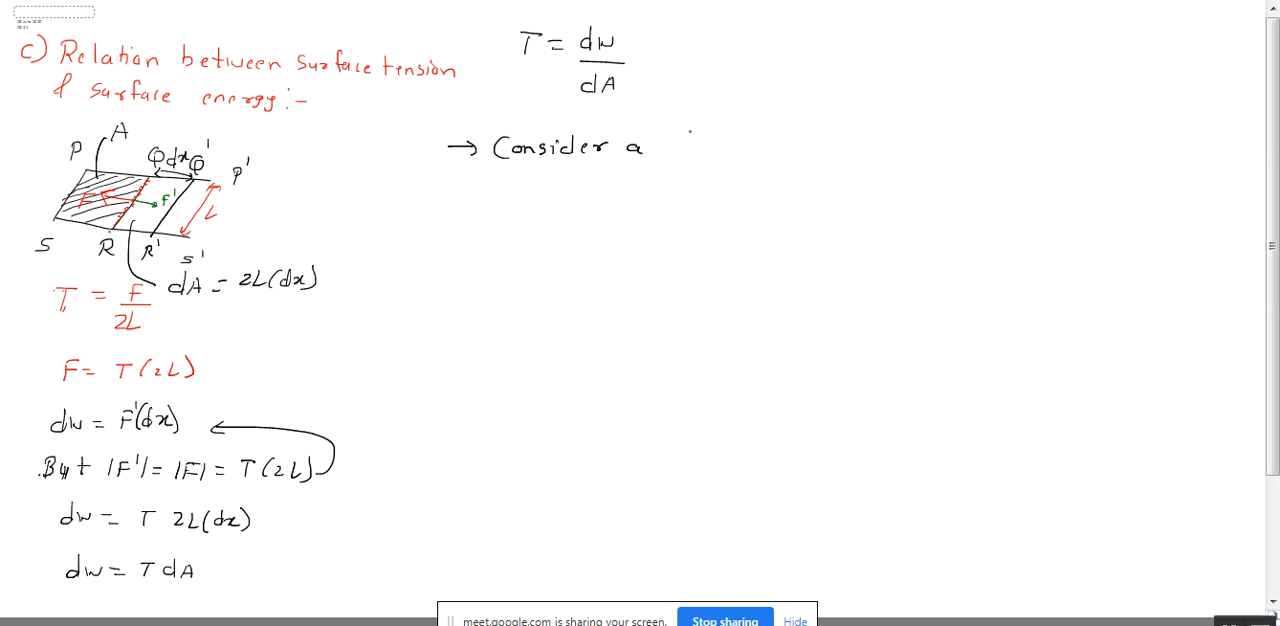 c) Relation between surface tension
& surface energy :-
A
P
Q dx Q'
P'
F
F'
L
S
R
R'
S'
dA = 2L(dx)
T = F/2L
F = T(2L)
dw = F'(dx)
But |F'| = |F| = T(2L)
dw = T 2L(dx)
dw = T dA
T = dw/dA
→ Consider a
meet.google.com is sharing your screen.
Stop sharing
Hide